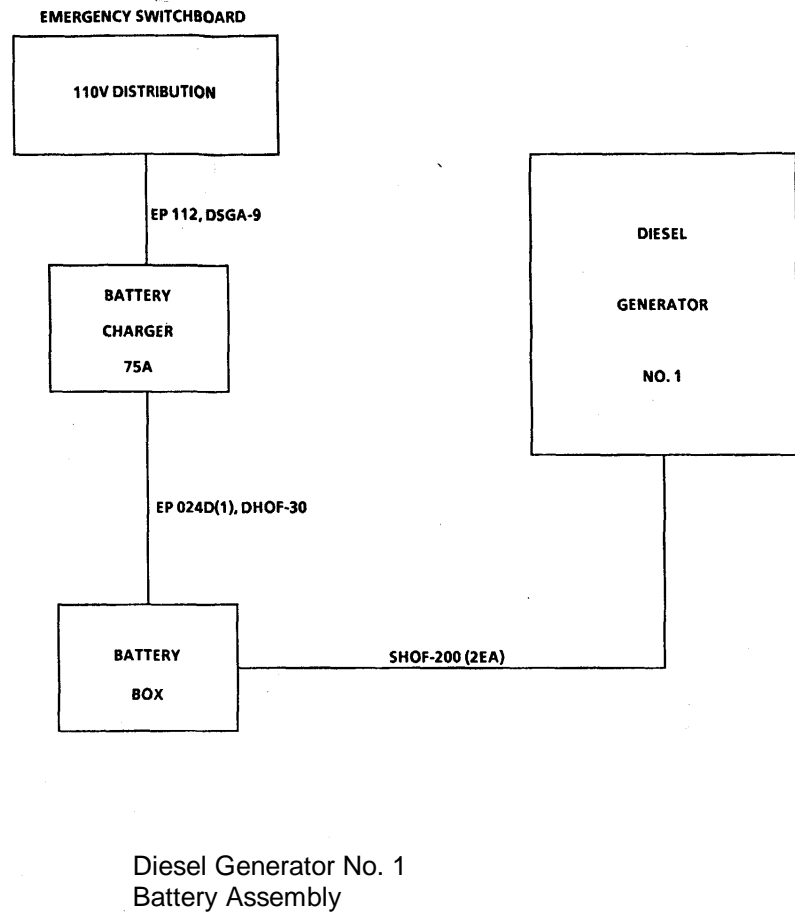 EMERGENCY SWITCHBOARD
110V DISTRIBUTION
EP 112, DSGA-9
BATTERY
CHARGER
75A
DIESEL
GENERATOR
NO. 1
EP 024D(1), DHOF-30
BATTERY
BOX
SHOF-200 (2EA)
Diesel Generator No. 1
Battery Assembly